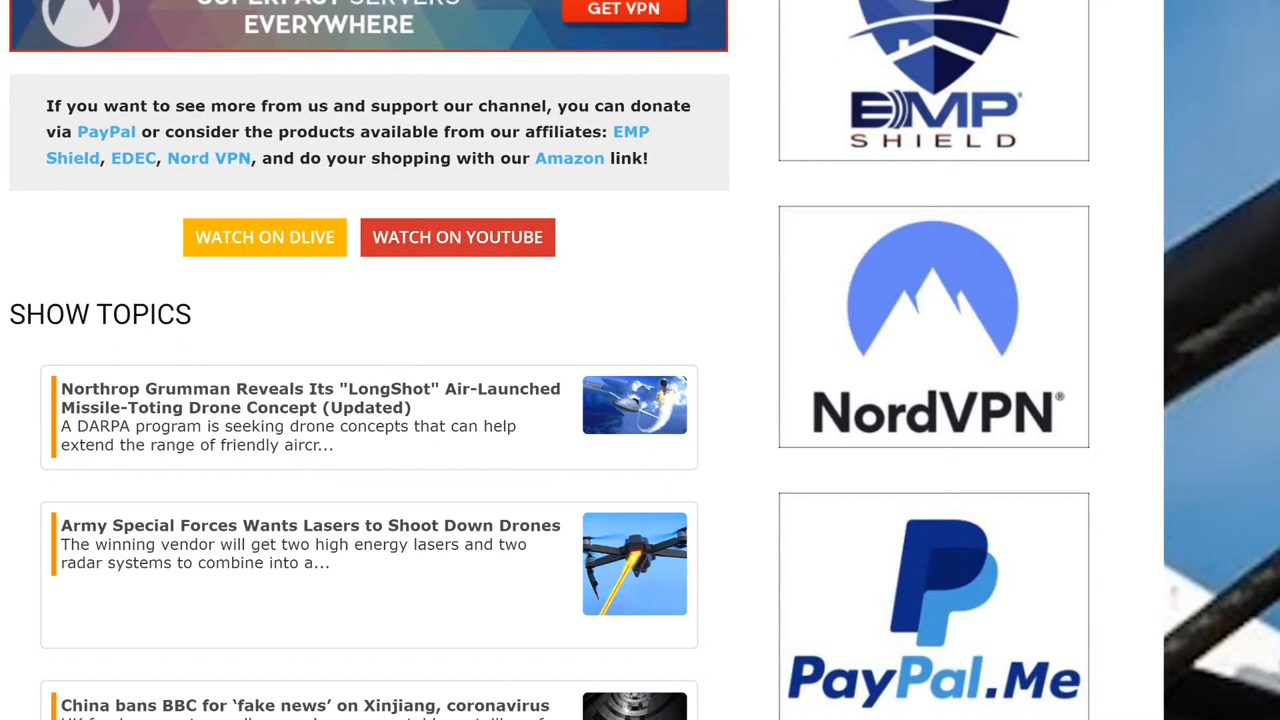 EVERYWHERE
GET VPN
If you want to see more from us and support our channel, you can donate
via PayPal or consider the products available from our affiliates: EMP
Shield, EDEC, Nord VPN, and do your shopping with our Amazon link!
WATCH ON DLIVE
WATCH ON YOUTUBE
SHOW TOPICS
Northrop Grumman Reveals Its "LongShot" Air-Launched
Missile-Toting Drone Concept (Updated)
A DARPA program is seeking drone concepts that can help
extend the range of friendly aircr...
Army Special Forces Wants Lasers to Shoot Down Drones
The winning vendor will get two high energy lasers and two
radar systems to combine into a...
China bans BBC for ‘fake news’ on Xinjiang, coronavirus
EMP
SHIELD
NordVPN®
PayPal.Me